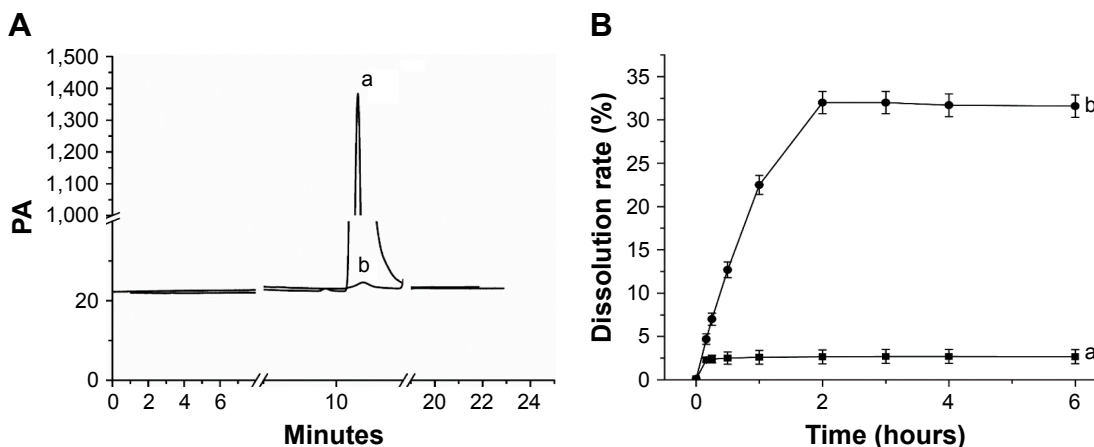 A
PA
1,500
1,400
1,300
1,200
1,100
1,000
20
0
a
b
0 2 4 6 10 20 22 24
Minutes
B
Dissolution rate (%)
35
30
25
20
15
10
5
0
b
a
0 2 4 6
Time (hours)